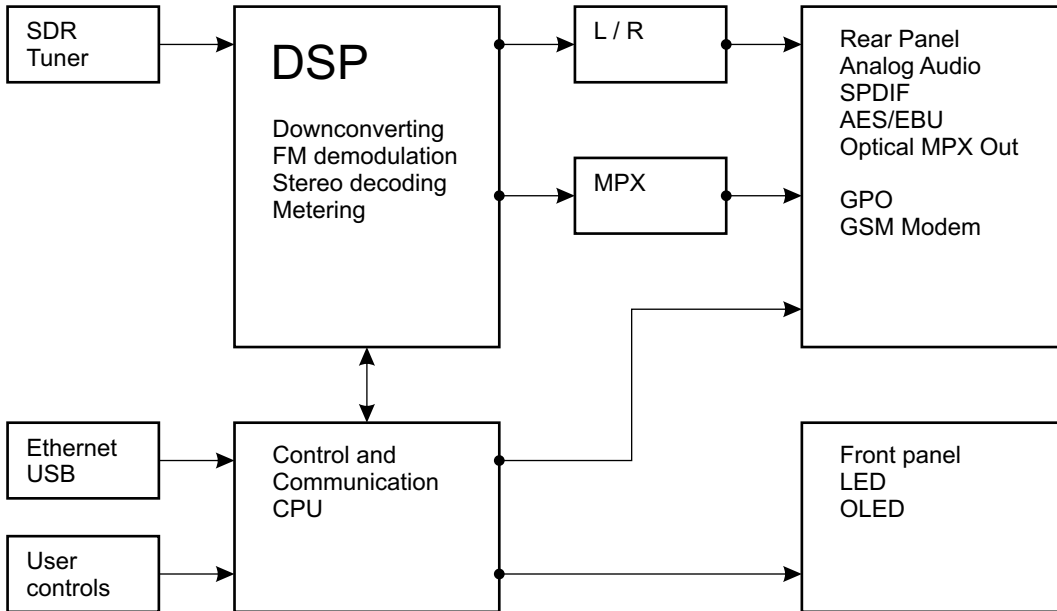 SDR
Tuner
DSP
Downconverting
FM demodulation
Stereo decoding
Metering
L / R
MPX
Rear Panel
Analog Audio
SPDIF
AES/EBU
Optical MPX Out
GPO
GSM Modem
Ethernet
USB
User
controls
Control and
Communication
CPU
Front panel
LED
OLED